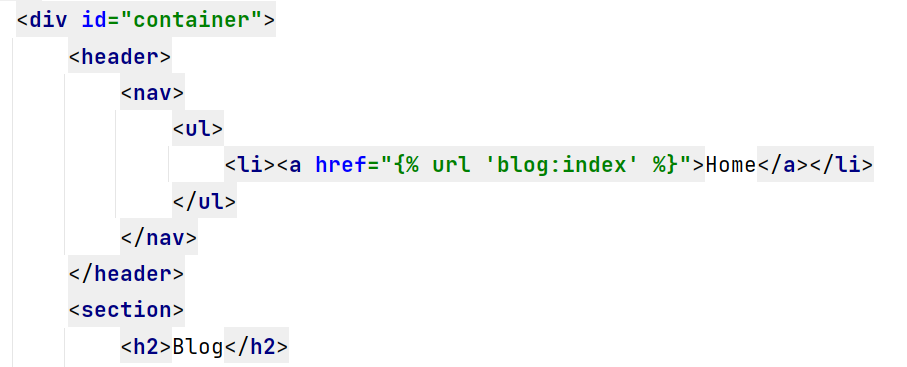 <div id="container">
    <header>
        <nav>
            <ul>
                <li><a href="{% url 'blog:index' %}">Home</a></li>
            </ul>
        </nav>
    </header>
    <section>
        <h2>Blog</h2>